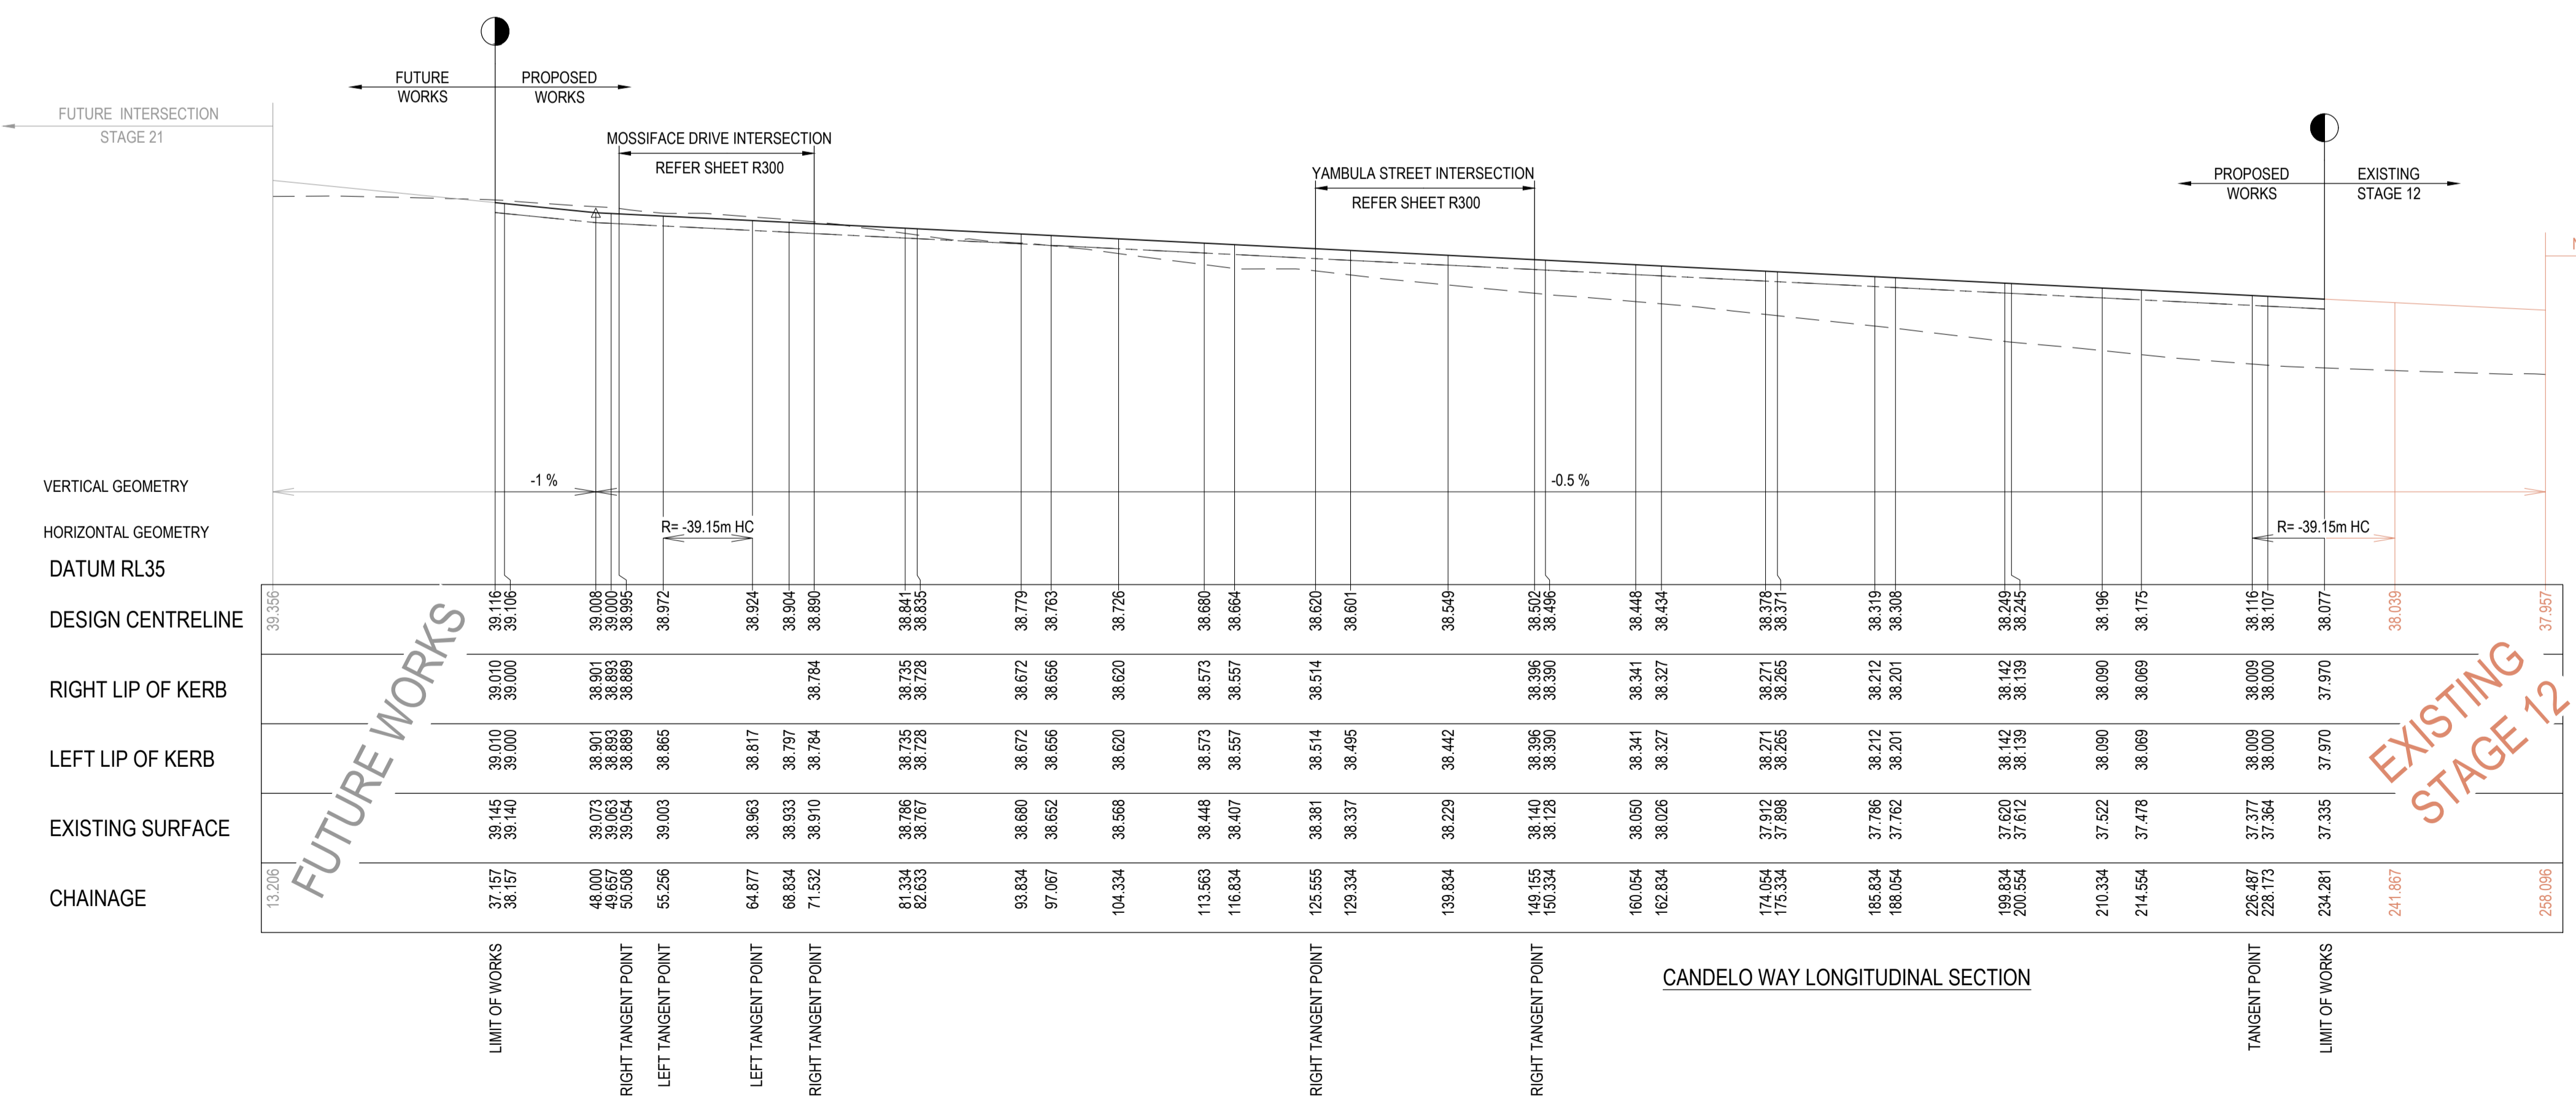 FUTURE WORKS
PROPOSED WORKS
FUTURE INTERSECTION
STAGE 21
MOSSIFACE DRIVE INTERSECTION
REFER SHEET R300
YAMBULA STREET INTERSECTION
REFER SHEET R300
PROPOSED WORKS
EXISTING STAGE 12
VERTICAL GEOMETRY
-1 %
-0.5 %
HORIZONTAL GEOMETRY
R= -39.15m HC
R= -39.15m HC
DATUM RL35
DESIGN CENTRELINE 39.356 39.116 39.106 39.008 39.000 38.995 38.972 38.924 38.904 38.890 38.841 38.835 38.779 38.763 38.726 38.680 38.664 38.620 38.601 38.549 38.502 38.496 38.448 38.434 38.378 38.371 38.319 38.308 38.249 38.245 38.196 38.175 38.116 38.107 38.077 38.039 37.957
RIGHT LIP OF KERB 39.010 39.000 38.901 38.893 38.889 38.784 38.735 38.728 38.672 38.656 38.620 38.573 38.557 38.514 38.396 38.390 38.341 38.327 38.271 38.265 38.212 38.201 38.142 38.139 38.090 38.069 38.009 38.000 37.970
LEFT LIP OF KERB 39.010 39.000 38.901 38.893 38.889 38.865 38.817 38.797 38.784 38.735 38.728 38.672 38.656 38.620 38.573 38.557 38.514 38.495 38.442 38.396 38.390 38.341 38.327 38.271 38.265 38.212 38.201 38.142 38.139 38.090 38.069 38.009 38.000 37.970
EXISTING SURFACE 39.145 39.140 39.073 39.063 39.054 39.003 38.963 38.933 38.910 38.786 38.767 38.680 38.652 38.568 38.448 38.407 38.381 38.337 38.229 38.140 38.128 38.050 38.026 37.912 37.898 37.786 37.762 37.620 37.612 37.522 37.478 37.377 37.364 37.335
CHAINAGE 13.206 37.157 38.157 48.000 49.657 50.508 55.256 64.877 68.834 71.532 81.334 82.633 93.834 97.067 104.334 113.563 116.834 125.555 129.334 139.834 149.155 150.334 160.054 162.834 174.054 175.334 185.834 188.054 199.834 200.554 210.334 214.554 226.487 228.173 234.281 241.867 258.096
FUTURE WORKS
EXISTING
STAGE 12
LIMIT OF WORKS
RIGHT TANGENT POINT
LEFT TANGENT POINT
LEFT TANGENT POINT
RIGHT TANGENT POINT
RIGHT TANGENT POINT
RIGHT TANGENT POINT
TANGENT POINT
LIMIT OF WORKS
CANDELO WAY LONGITUDINAL SECTION